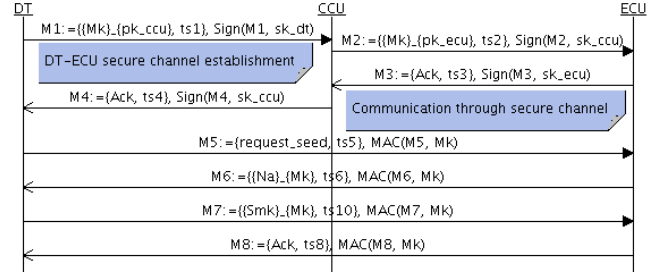 DT CCU ECU
M1:={{Mk}_{pk_ccu}, ts1}, Sign(M1, sk_dt)
M2:={{Mk}_{pk_ecu}, ts2}, Sign(M2, sk_ccu)
DT-ECU secure channel establishment
M3:={Ack, ts3}, Sign(M3, sk_ecu)
M4:={Ack, ts4}, Sign(M4, sk_ccu)
Communication through secure channel
M5:={request_seed, ts5}, MAC(M5, Mk)
M6:={{Na}_{Mk}, ts6}, MAC(M6, Mk)
M7:={{Smk}_{Mk}, ts10}, MAC(M7, Mk)
M8:={Ack, ts8}, MAC(M8, Mk)